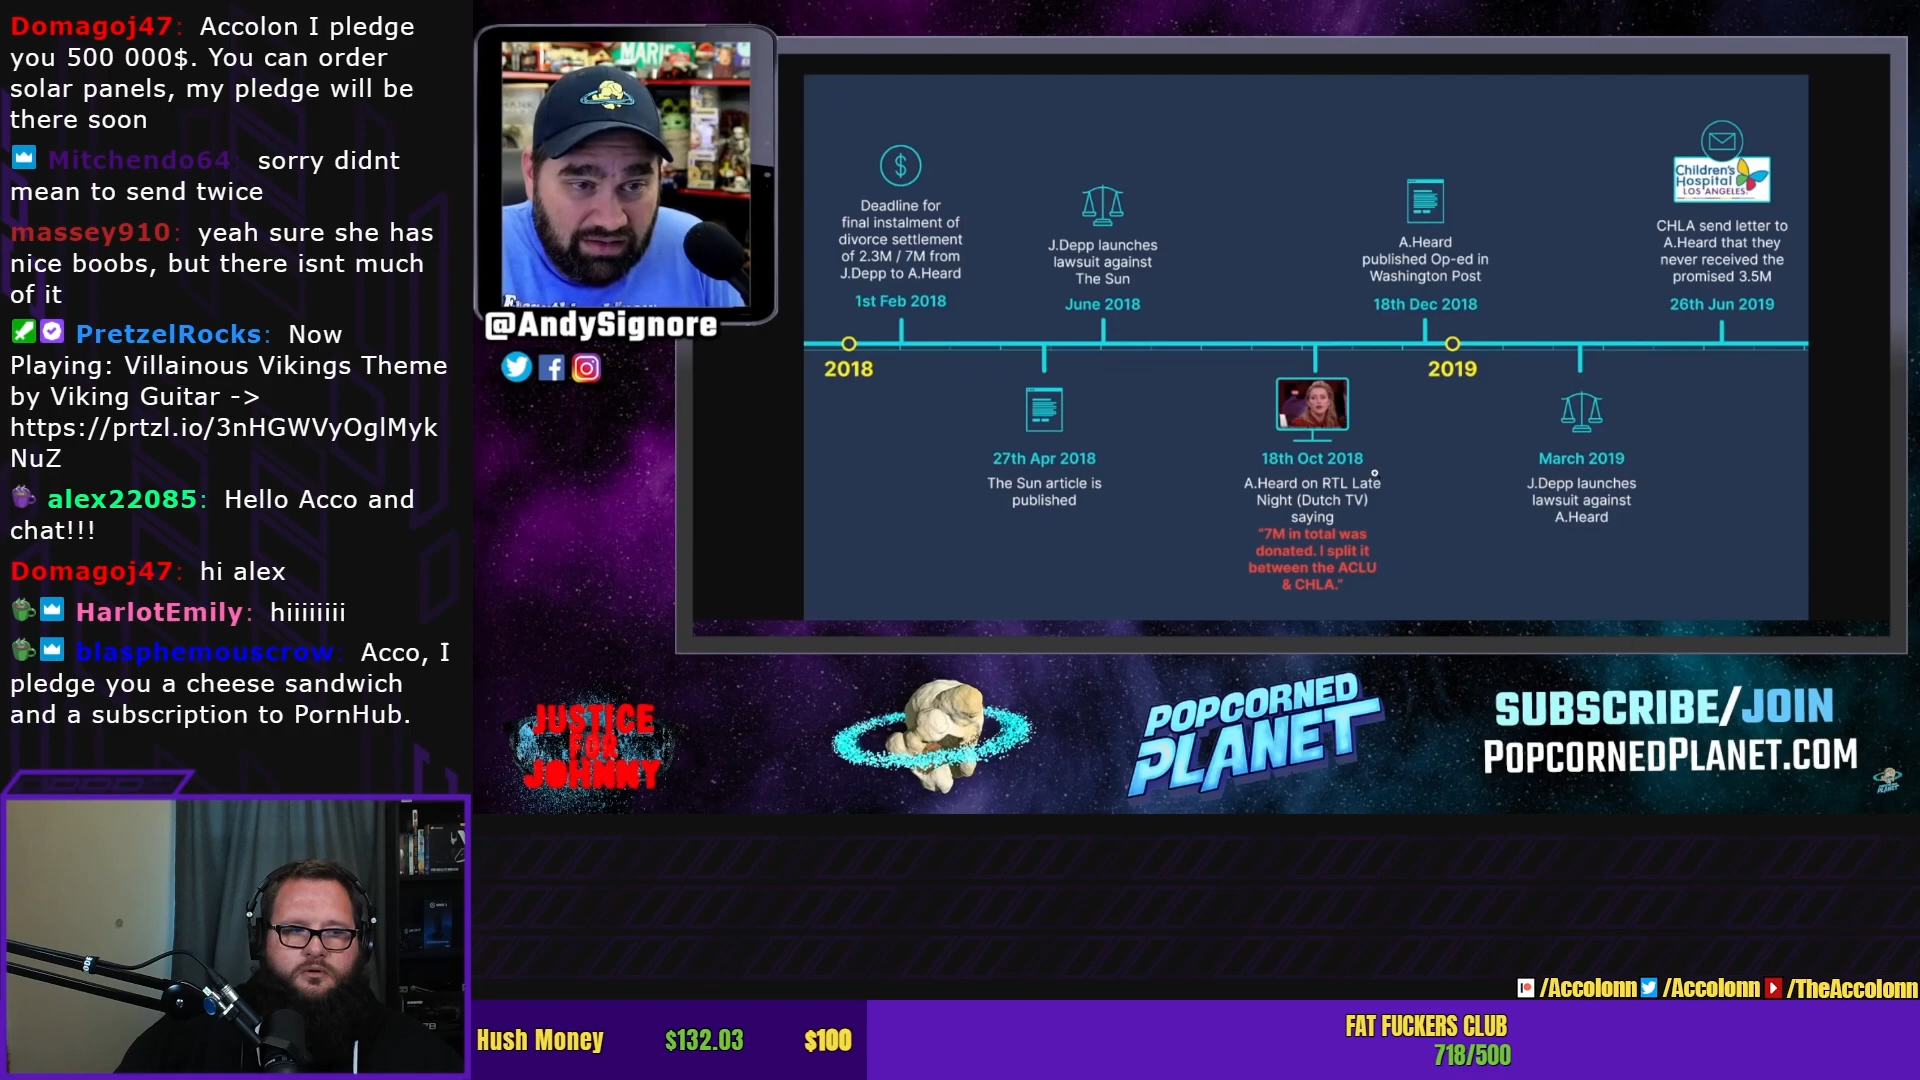 Domagoj47: Accolon I pledge
you 500 000$. You can order
solar panels, my pledge will be
there soon
Mitchendo64: sorry didnt
mean to send twice
massey910: yeah sure she has
nice boobs, but there isnt much
of it
PretzelRocks: Now
Playing: Villainous Vikings Theme
by Viking Guitar ->
https://prtzl.io/3nHGWVyOglMyk
NuZ
alex22085: Hello Acco and
chat!!!
Domagoj47: hi alex
HarlotEmily: hiiiiiiii
blasphemouscrow: Acco, I
pledge you a cheese sandwich
and a subscription to PornHub.
@AndySignore
$
Deadline for
final instalment of
divorce settlement
of 2.3M / 7M from
J.Depp to A.Heard
1st Feb 2018
J.Depp launches
lawsuit against
The Sun
June 2018
A.Heard
published Op-ed in
Washington Post
18th Dec 2018
Children's
Hospital
LOS ANGELES
CHLA send letter to
A.Heard that they
never received the
promised 3.5M
26th Jun 2019
2018
2019
27th Apr 2018
The Sun article is
published
18th Oct 2018
A.Heard on RTL Late
Night (Dutch TV)
saying
"7M in total was
donated. I split it
between the ACLU
& CHLA."
March 2019
J.Depp launches
lawsuit against
A.Heard
JUSTICE
FOR
JOHNNY
POPCORNED
PLANET
SUBSCRIBE/JOIN
POPCORNEDPLANET.COM
/Accolonn /Accolonn /TheAccolonn
Hush Money $132.03 $100
FAT FUCKERS CLUB
718/500